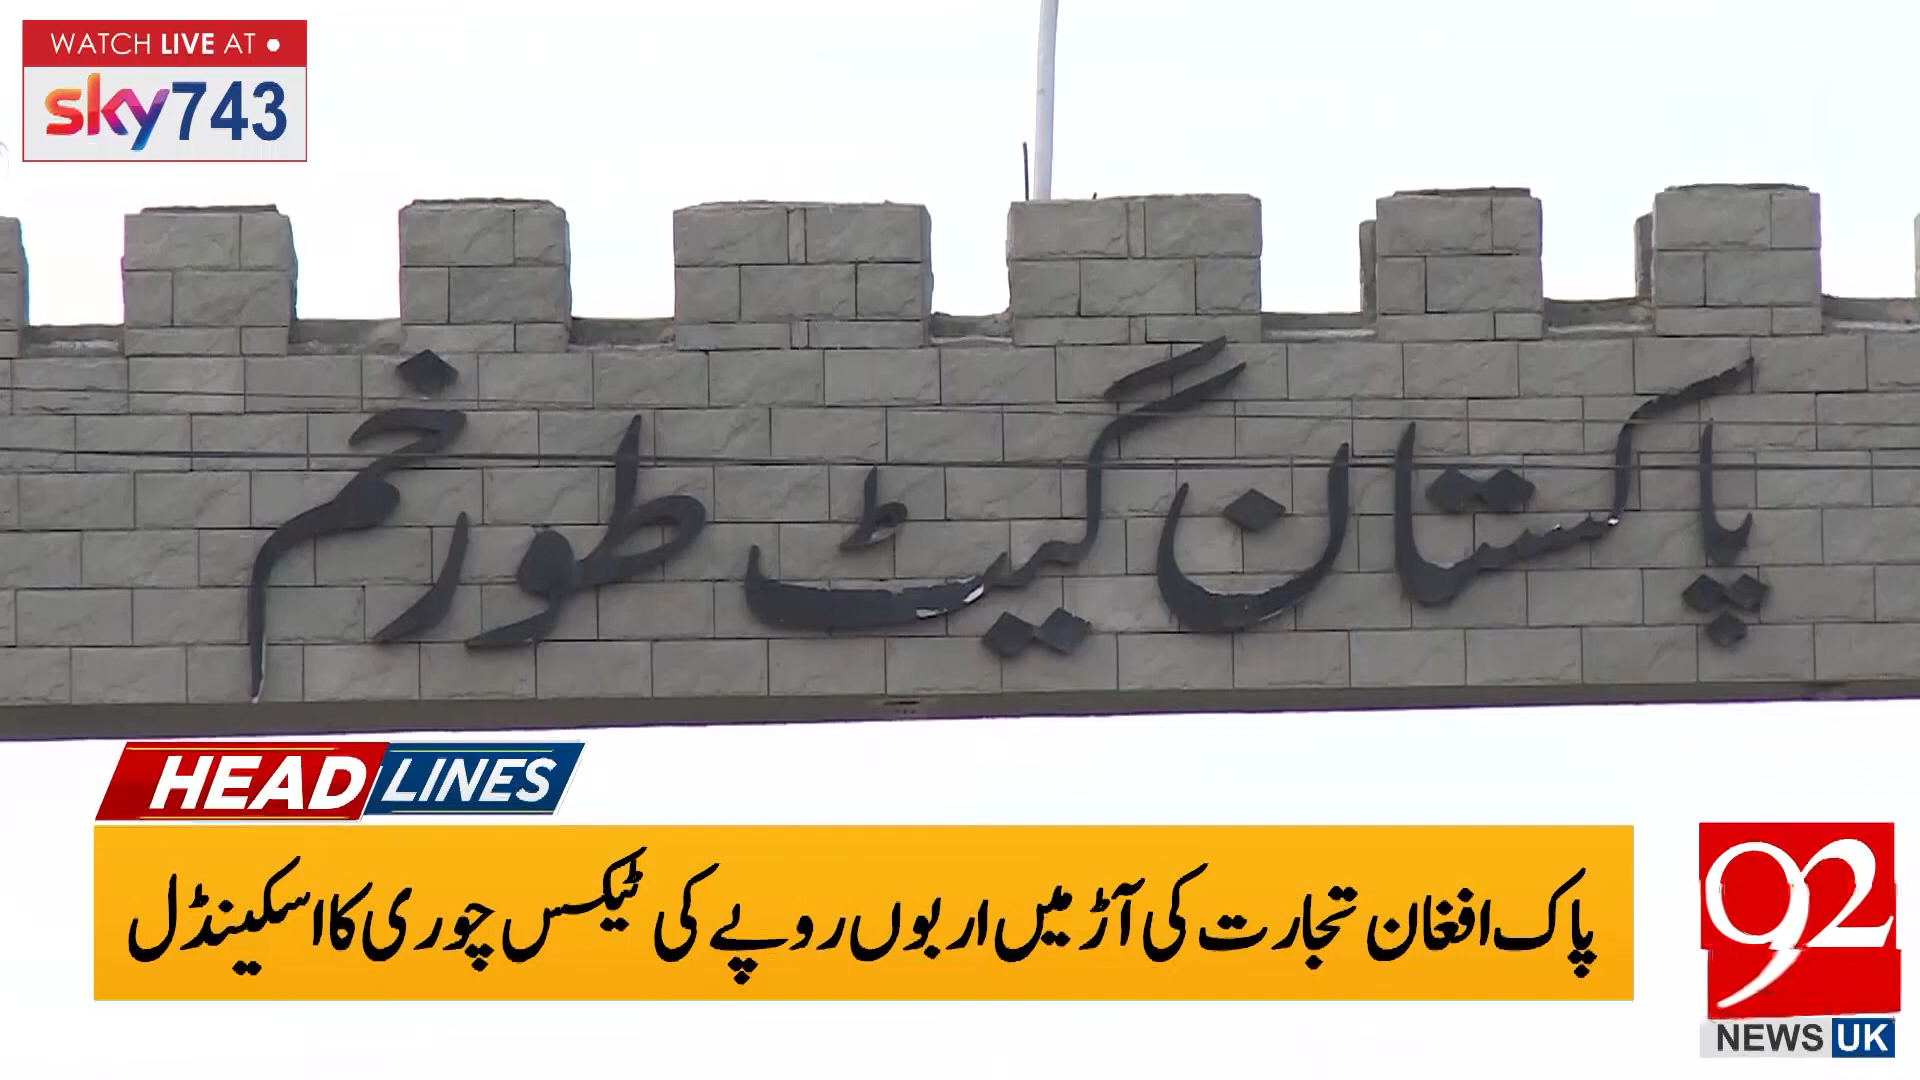 WATCH LIVE AT
sky743
پاکستان گیٹ طورخم
HEADLINES
پاک افغان تجارت کی آڑ میں اربوں روپے کی ٹیکس چوری کا اسکینڈل
92
NEWS UK